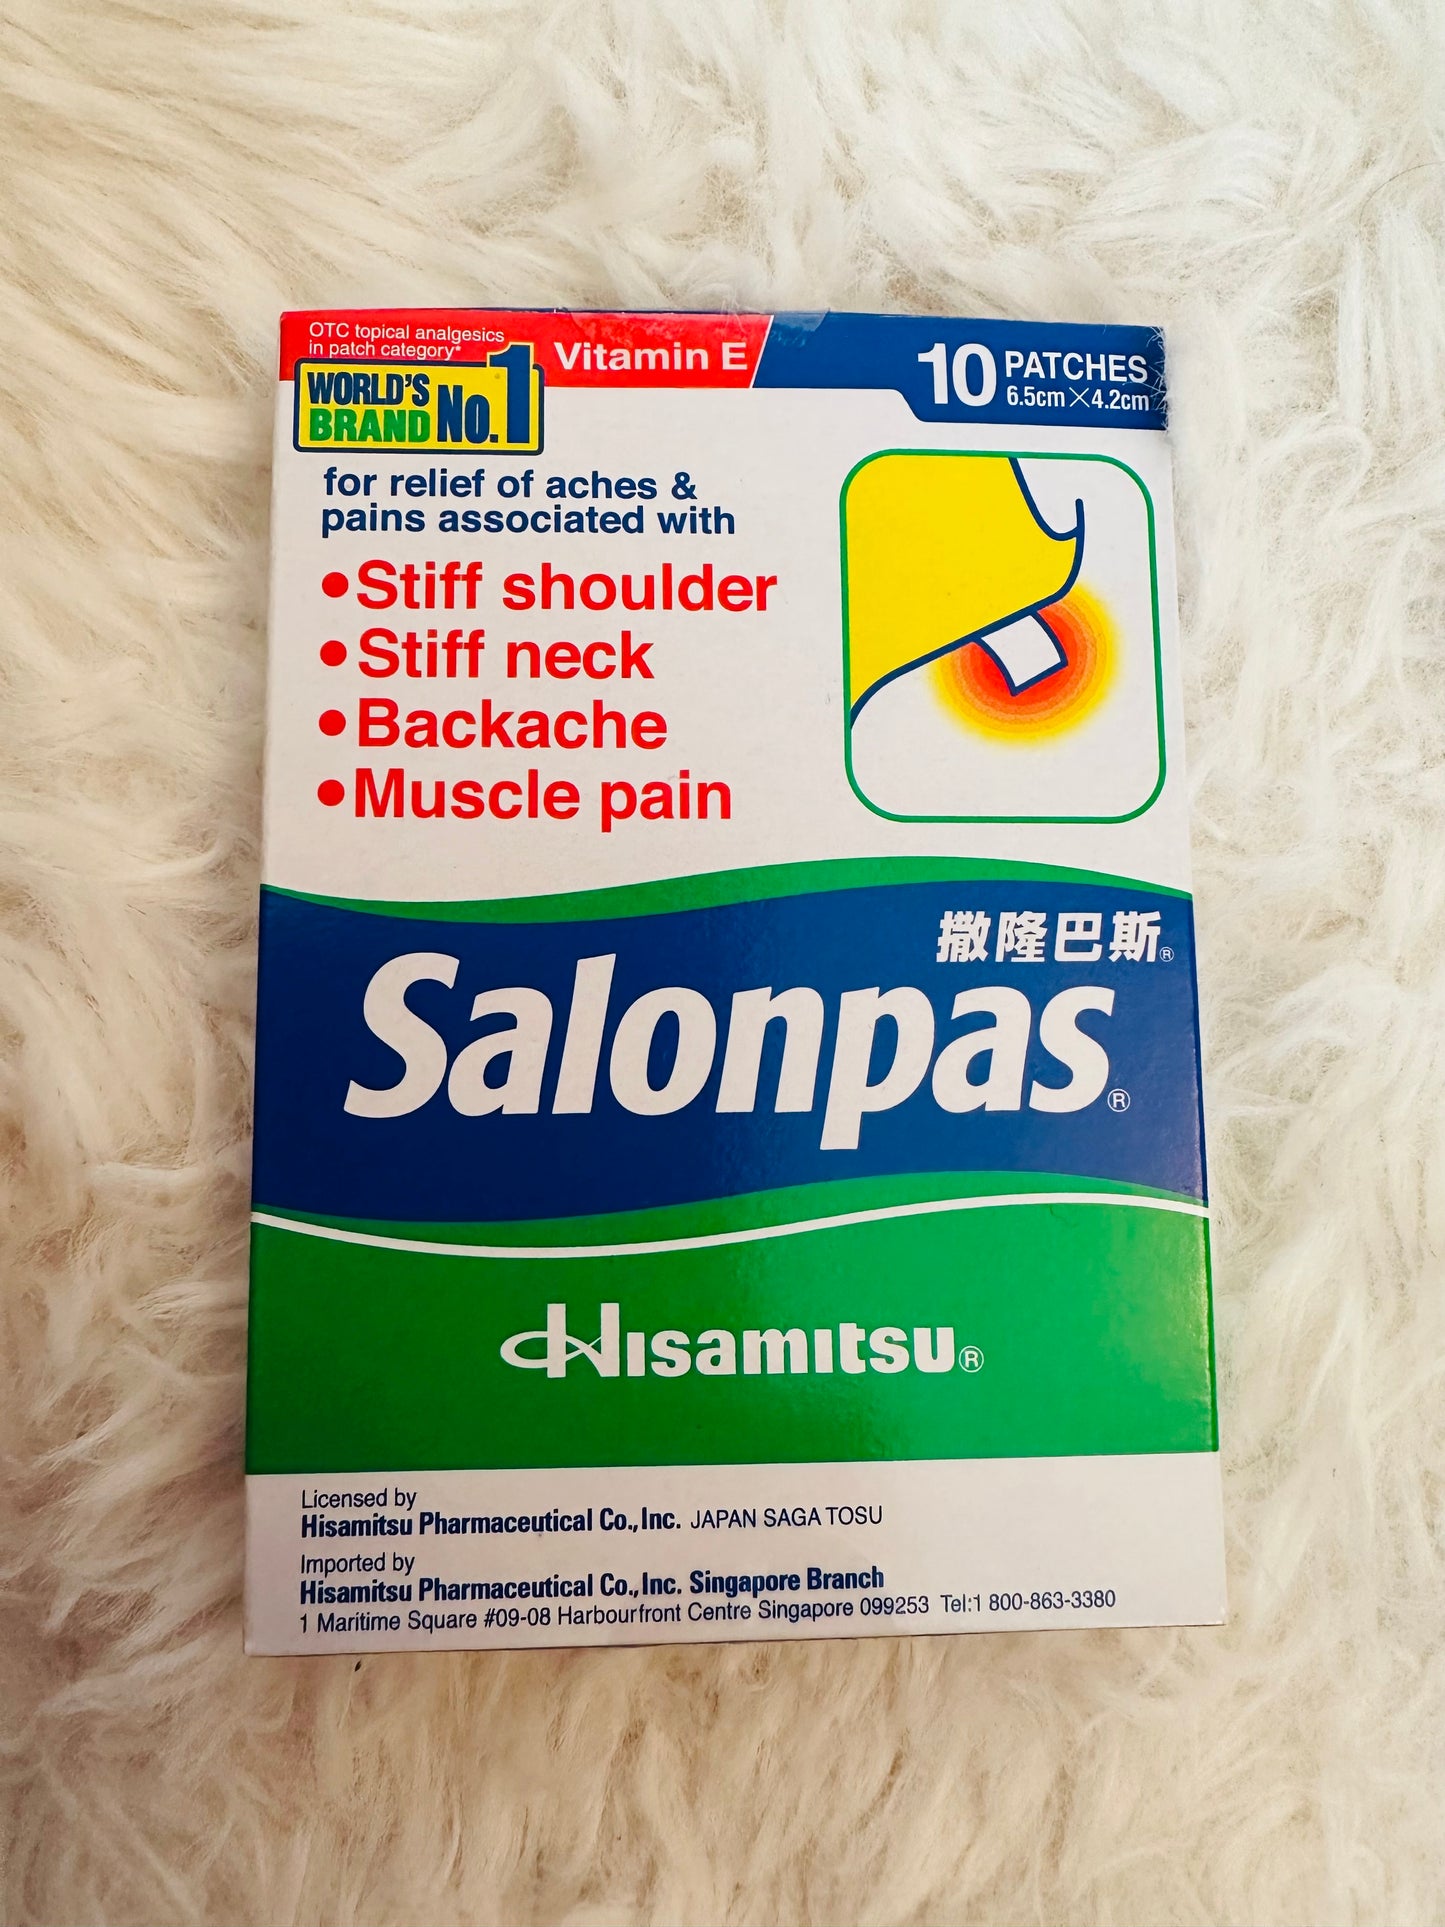 OTC topical analgesics
in patch category*
WORLD'S
BRAND No.1
Vitamin E
10 PATCHES
6.5cm×4.2cm
for relief of aches &
pains associated with
•Stiff shoulder
•Stiff neck
•Backache
•Muscle pain
撒隆巴斯®
Salonpas®
Hisamitsu®
Licensed by
Hisamitsu Pharmaceutical Co.,Inc. JAPAN SAGA TOSU
Imported by
Hisamitsu Pharmaceutical Co.,Inc. Singapore Branch
1 Maritime Square #09-08 Harbourfront Centre Singapore 099253 Tel:1 800-863-3380